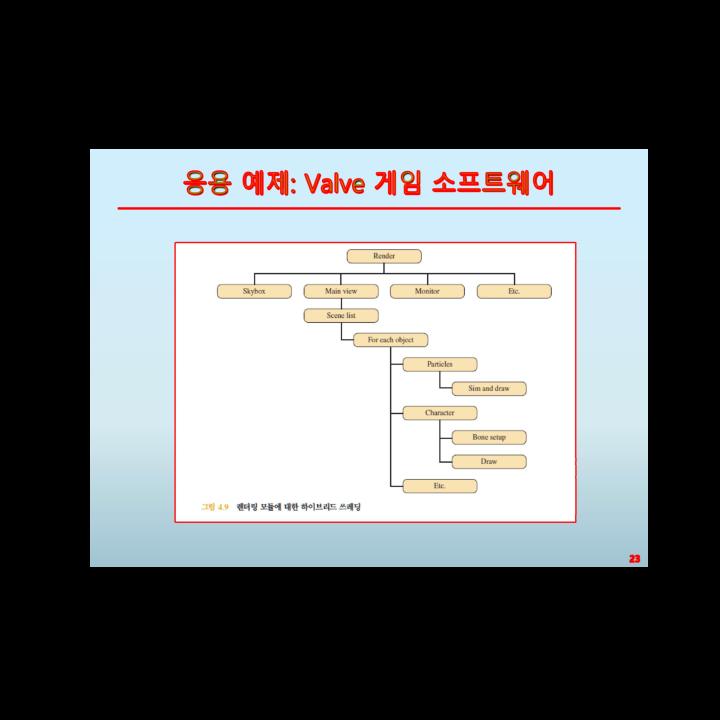 응용 예제: Valve 게임 소프트웨어
Render
Skybox Main view Monitor Etc.
Scene list
For each object
Particles
Sim and draw
Character
Bone setup
Draw
Etc.
그림 4.9 렌더링 모듈에 대한 하이브리드 쓰레딩
23